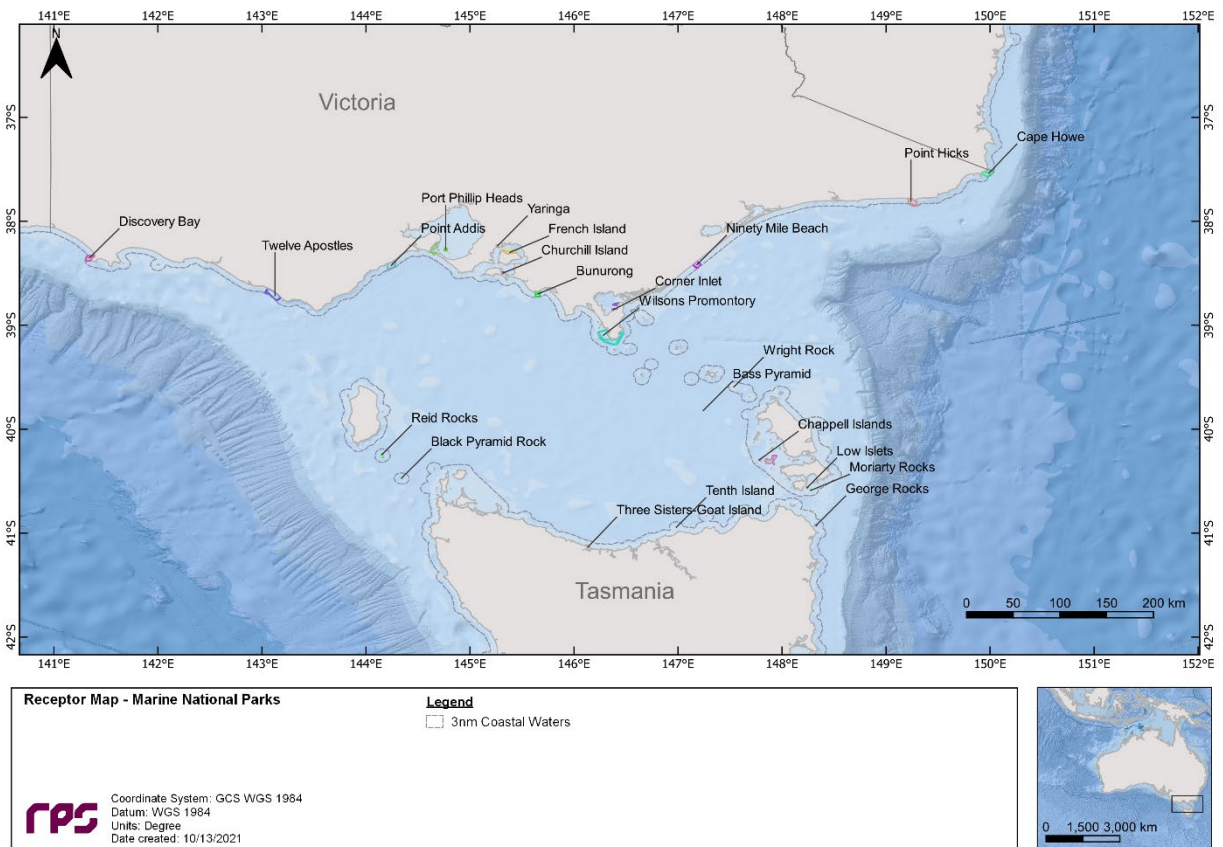 141°E 142°E 143°E 144°E 145°E 146°E 147°E 148°E 149°E 150°E 151°E 152°E
N
Victoria
37°S 37°S
Cape Howe
Point Hicks
38°S 38°S
Port Phillip Heads
Yaringa
Discovery Bay
Point Addis
French Island
Ninety Mile Beach
Twelve Apostles
Churchill Island
Bunurong
Corner Inlet
Wilsons Promontory
39°S 39°S
Wright Rock
Bass Pyramid
40°S 40°S
Reid Rocks
Chappell Islands
Black Pyramid Rock
Low Islets
Moriarty Rocks
Tenth Island
George Rocks
Three Sisters-Goat Island
41°S 41°S
Tasmania
0 50 100 150 200 km
42°S 42°S
141°E 142°E 143°E 144°E 145°E 146°E 147°E 148°E 149°E 150°E 151°E 152°E
Receptor Map - Marine National Parks
Legend
3nm Coastal Waters
rps
Coordinate System: GCS WGS 1984
Datum: WGS 1984
Units: Degree
Date created: 10/13/2021
0 1,500 3,000 km